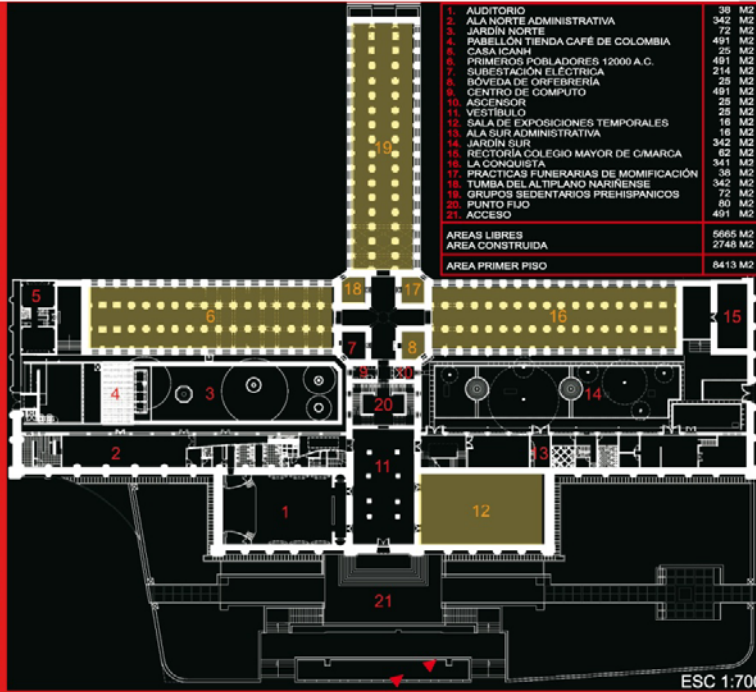 1. AUDITORIO 38 M2
2. ALA NORTE ADMINISTRATIVA 342 M2
3. JARDÍN NORTE 72 M2
4. PABELLÓN TIENDA CAFÉ DE COLOMBIA 491 M2
5. CASA ICANH 25 M2
6. PRIMEROS POBLADORES 12000 A.C. 491 M2
7. SUBESTACIÓN ELÉCTRICA 214 M2
8. BÓVEDA DE ORFEBRERÍA 25 M2
9. CENTRO DE COMPUTO 491 M2
10. ASCENSOR 25 M2
11. VESTÍBULO 25 M2
12. SALA DE EXPOSICIONES TEMPORALES 16 M2
13. ALA SUR ADMINISTRATIVA 16 M2
14. JARDÍN SUR 342 M2
15. RECTORÍA COLEGIO MAYOR DE C/MARCA 62 M2
16. LA CONQUISTA 341 M2
17. PRACTICAS FUNERARIAS DE MOMIFICACIÓN 38 M2
18. TUMBA DEL ALTIPLANO NARIÑENSE 342 M2
19. GRUPOS SEDENTARIOS PREHISPANICOS 72 M2
20. PUNTO FIJO 80 M2
21. ACCESO 491 M2
AREAS LIBRES 5665 M2
AREA CONSTRUIDA 2748 M2
AREA PRIMER PISO 8413 M2
19
5
18
17
6
16
15
7
8
9
10
4
3
14
20
2
11
13
1
12
21
ESC 1:70